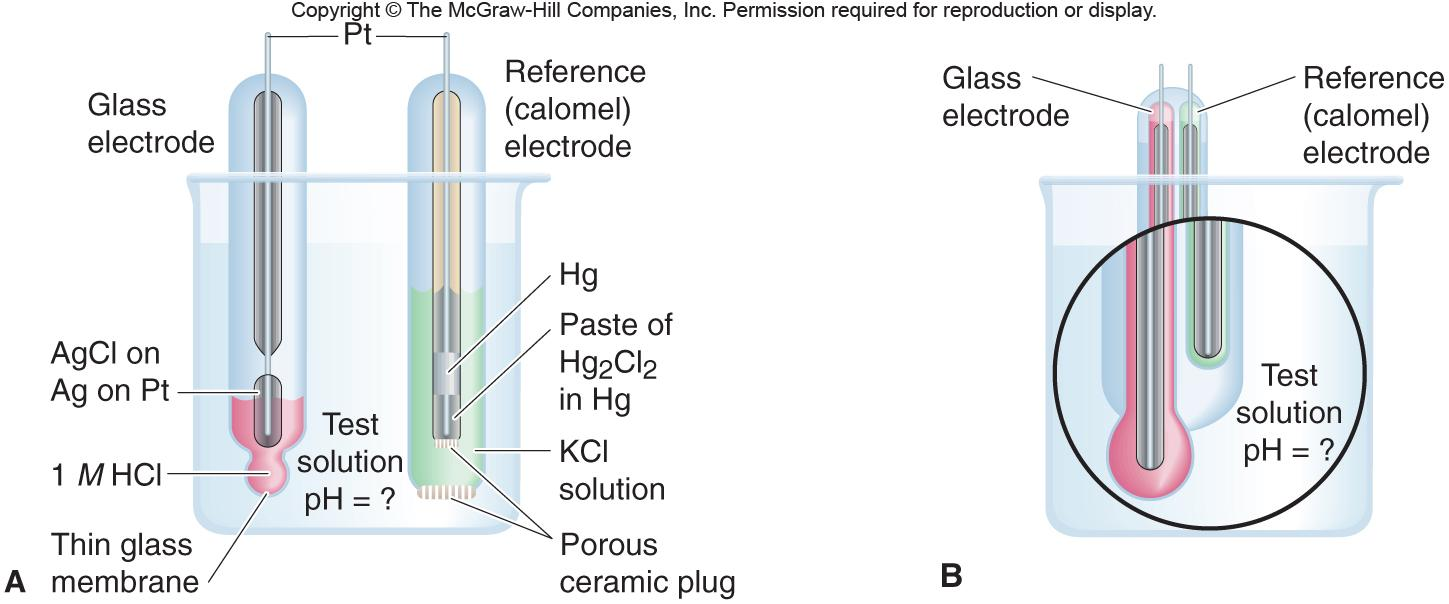 Copyright © The McGraw-Hill Companies, Inc. Permission required for reproduction or display.
Pt
Glass
electrode
Reference
(calomel)
electrode
Hg
Paste of
Hg2Cl2
in Hg
AgCl on
Ag on Pt
Test
solution
pH = ?
KCl
solution
1 M HCl
Thin glass
membrane
Porous
ceramic plug
A
Glass
electrode
Reference
(calomel)
electrode
Test
solution
pH = ?
B